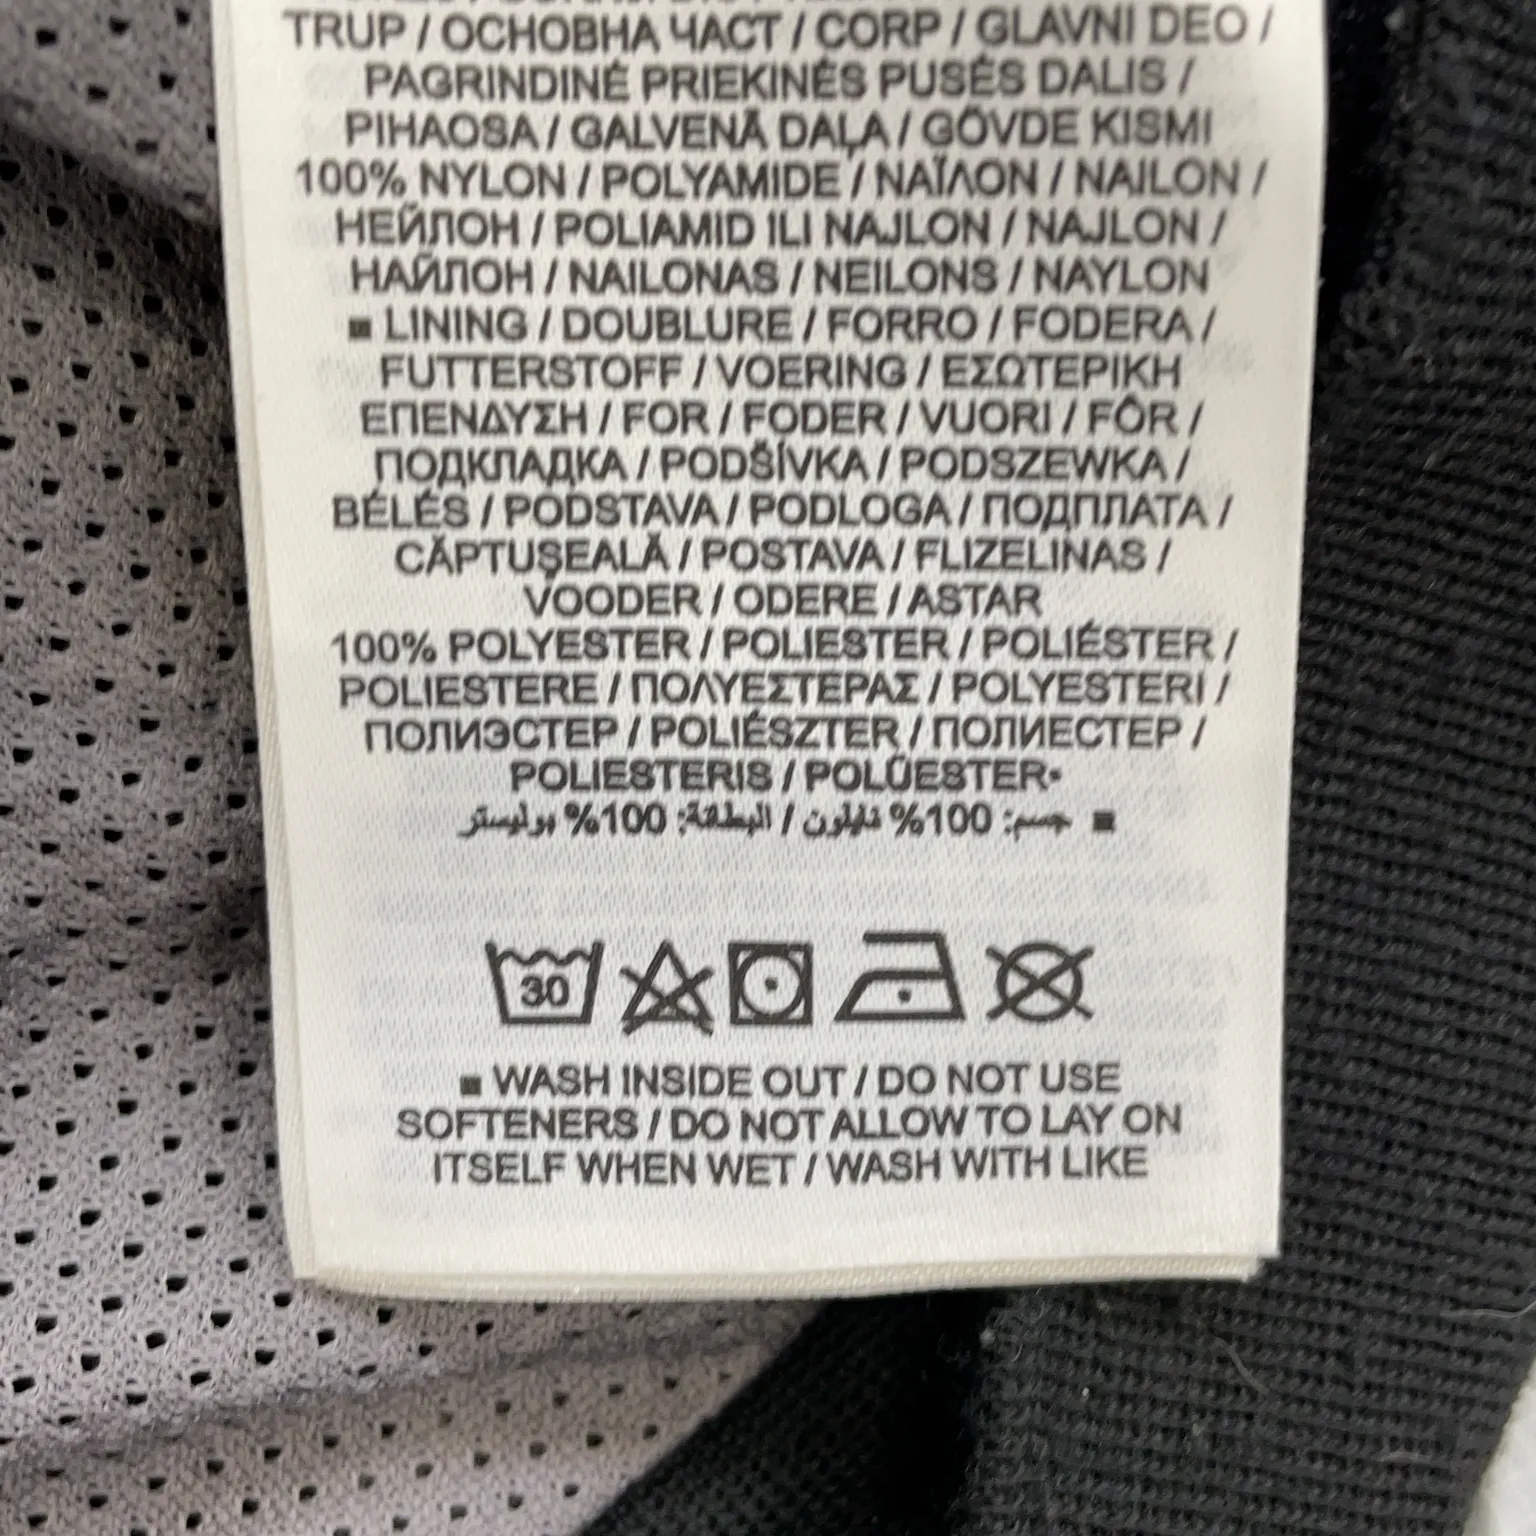 TRUP / ОСНОВНА ЧАСТ / CORP / GLAVNI DEO /
PAGRINDINĖ PRIEKINĖS PUSĖS DALIS /
PIHAOSA / GALVENĀ DAĻA / GÖVDE KISMI
100% NYLON / POLYAMIDE / ΝΑΪΛΟΝ / NAILON /
НЕЙЛОН / POLIAMID ILI NAJLON / NAJLON /
НАЙЛОН / NAILONAS / NEILONS / NAYLON
■ LINING / DOUBLURE / FORRO / FODERA /
FUTTERSTOFF / VOERING / ΕΣΩΤΕΡΙΚΗ
ΕΠΕΝΔΥΣΗ / FOR / FODER / VUORI / FÔR /
ПОДКЛАДКА / PODŠÍVKA / PODSZEWKA /
BÉLÉS / PODSTAVA / PODLOGA / ПОДПЛАТА /
CĂPTUȘEALĂ / POSTAVA / FLIZELINAS /
VOODER / ODERE / ASTAR
100% POLYESTER / POLIESTER / POLIÉSTER /
POLIESTERE / ΠΟΛΥΕΣΤΕΡΑΣ / POLYESTERI /
ПОЛИЭСТЕР / POLIÉSZTER / ПОЛИЕСТЕР /
POLIESTERIS / POLÜESTER•
■ جسم: 100% نايلون / البطانة: 100% بوليستر
30
■ WASH INSIDE OUT / DO NOT USE
SOFTENERS / DO NOT ALLOW TO LAY ON
ITSELF WHEN WET / WASH WITH LIKE